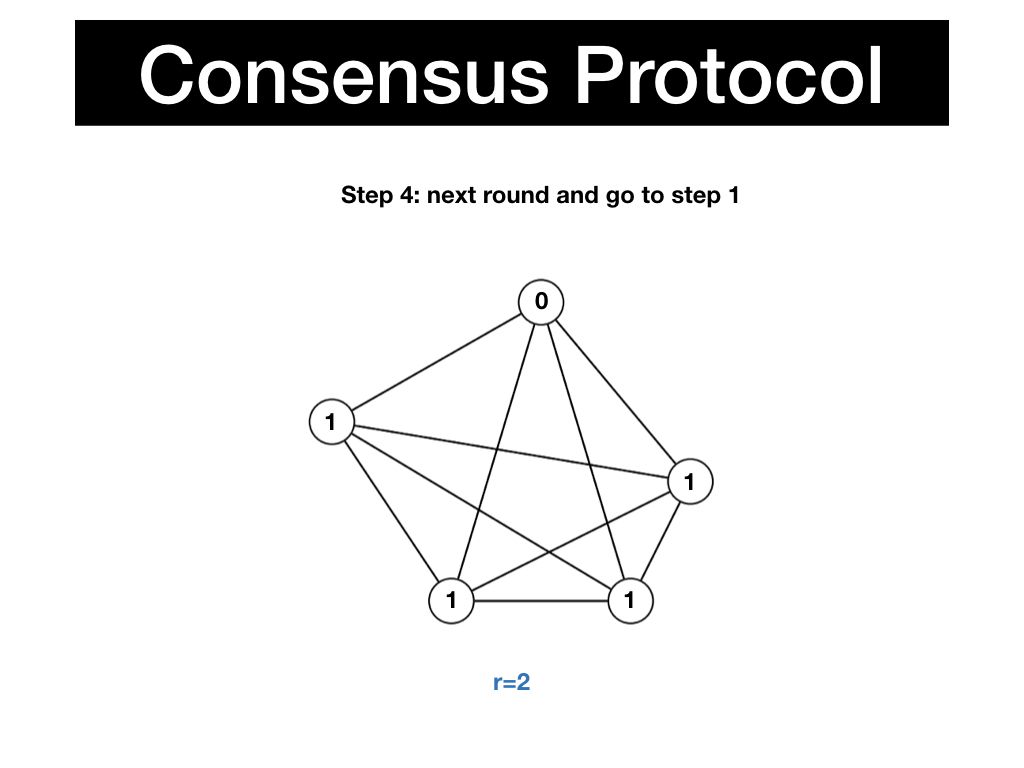 Consensus Protocol
Step 4: next round and go to step 1
0
1
1
1
1
r=2